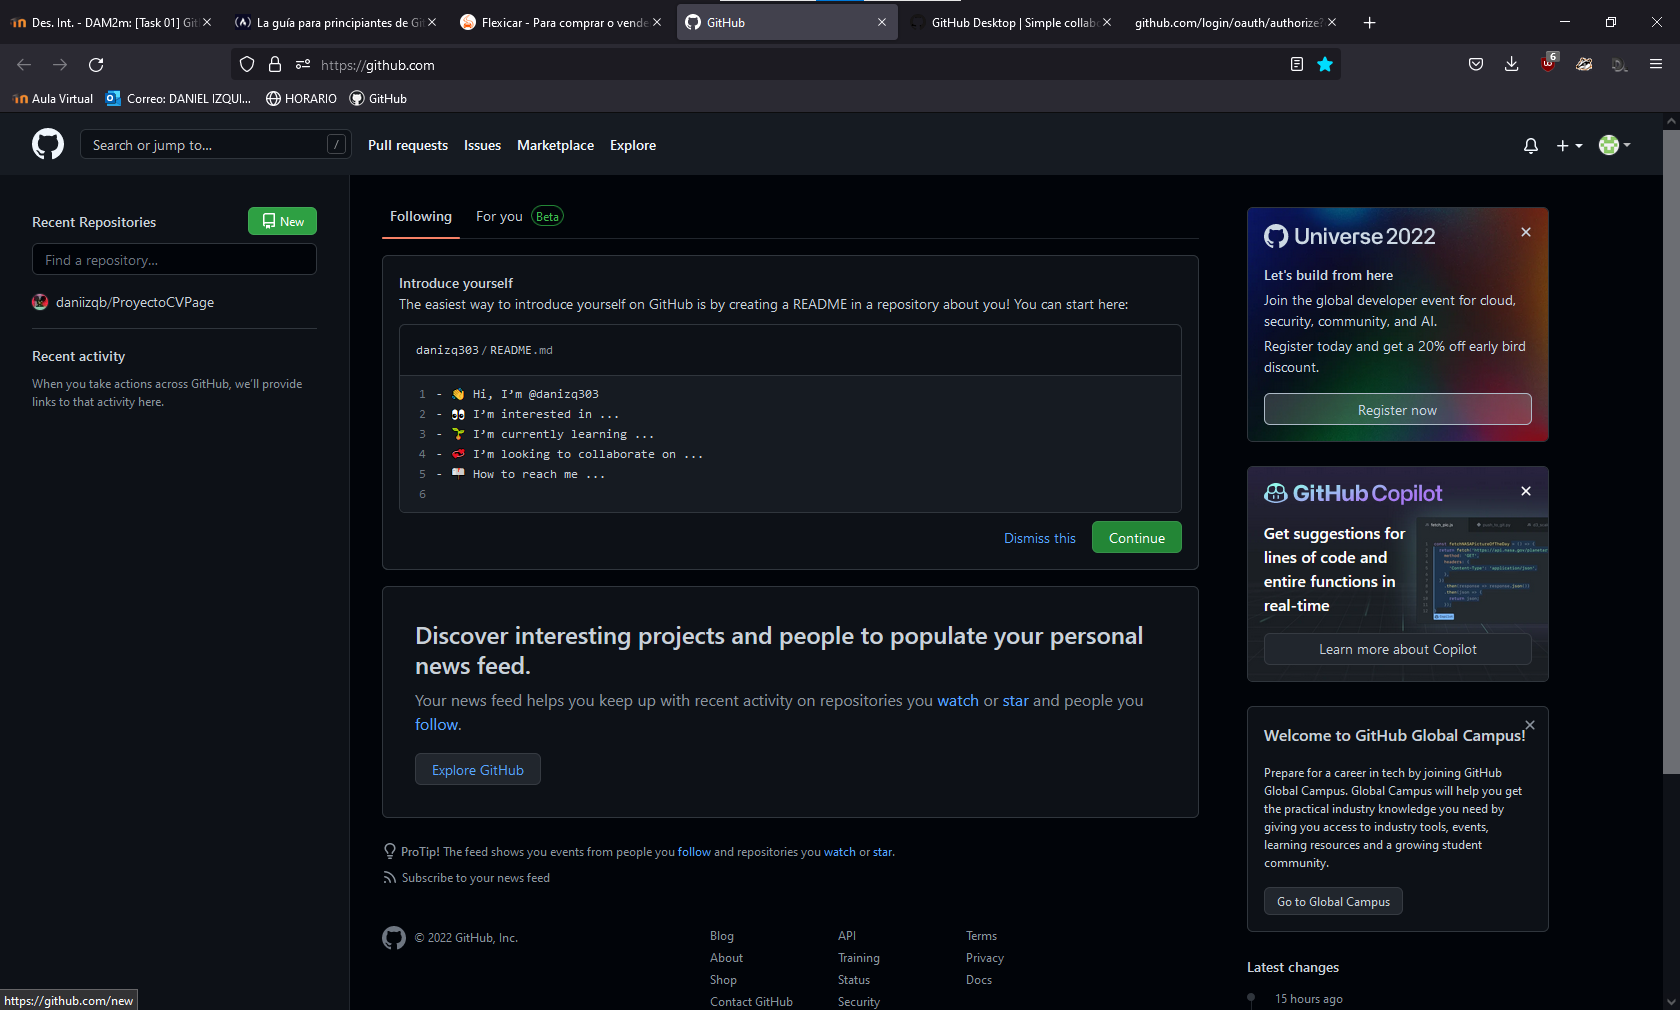 Des. Int. - DAM2m: [Task 01] Git
La guía para principiantes de Git
Flexicar - Para comprar o vende
GitHub
GitHub Desktop | Simple collab
github.com/login/oauth/authorize?
https://github.com
6
Aula Virtual
Correo: DANIEL IZQUI...
HORARIO
GitHub
Search or jump to...
/
Pull requests
Issues
Marketplace
Explore
Recent Repositories
New
Find a repository...
daniizqb/ProyectoCVPage
Recent activity
When you take actions across GitHub, we'll provide
links to that activity here.
Following
For you
Beta
Introduce yourself
The easiest way to introduce yourself on GitHub is by creating a README in a repository about you! You can start here:
danizq303 / README.md
1 - 👋 Hi, I'm @danizq303
2 - 👀 I'm interested in ...
3 - 🌱 I'm currently learning ...
4 - 💞️ I'm looking to collaborate on ...
5 - 📫 How to reach me ...
6
Dismiss this
Continue
Discover interesting projects and people to populate your personal
news feed.
Your news feed helps you keep up with recent activity on repositories you watch or star and people you
follow.
Explore GitHub
ProTip! The feed shows you events from people you follow and repositories you watch or star.
Subscribe to your news feed
© 2022 GitHub, Inc.
Blog
About
Shop
Contact GitHub
API
Training
Status
Security
Terms
Privacy
Docs
Universe 2022
Let's build from here
Join the global developer event for cloud,
security, community, and AI.
Register today and get a 20% off early bird
discount.
Register now
GitHub Copilot
Get suggestions for
lines of code and
entire functions in
real-time
Learn more about Copilot
Welcome to GitHub Global Campus!
Prepare for a career in tech by joining GitHub
Global Campus. Global Campus will help you get
the practical industry knowledge you need by
giving you access to industry tools, events,
learning resources and a growing student
community.
Go to Global Campus
Latest changes
15 hours ago
https://github.com/new